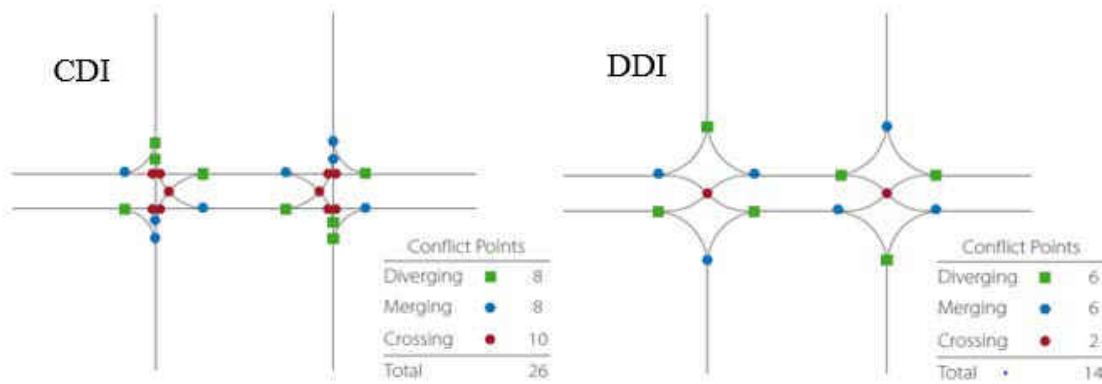 CDI
Conflict Points
Diverging 8
Merging 8
Crossing 10
Total 26
DDI
Conflict Points
Diverging 6
Merging 6
Crossing 2
Total 14